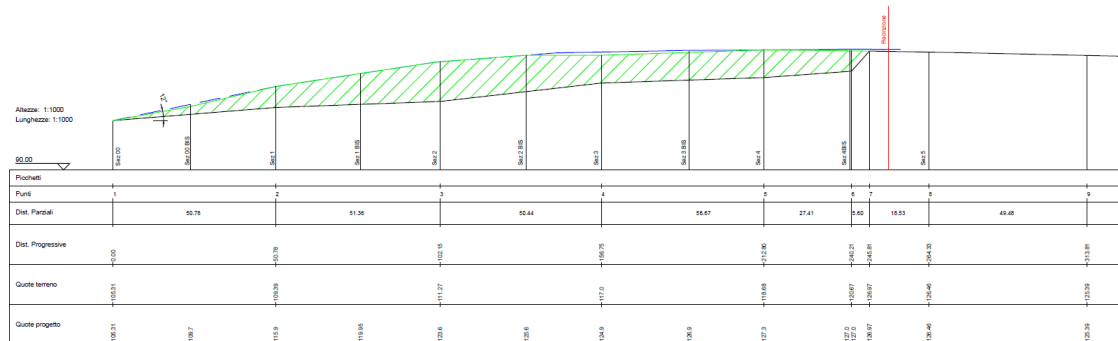 Recinzione
2/1
Altezze: 1:1000
Lunghezze: 1:1000
Sez 00
Sez 00 BIS
Sez 1
Sez 1 BIS
Sez 2
Sez 2 BIS
Sez 3
Sez 3 BIS
Sez 4
Sez 4BIS
Sez 5
90.00
Picchetti
Punti 1 2 3 4 5 6 7 8 9
Dist. Parziali 50.78 51.36 50.44 56.67 27.41 5.60 18.53 49.48
Dist. Progressive 0.00 50.78 102.15 156.75 212.80 240.21 245.81 264.33 313.81
Quote terreno 105.31 109.39 111.27 117.0 118.68 120.67 126.97 126.46 125.39
Quote progetto 105.31 109.7 115.9 119.95 123.6 125.6 124.9 126.9 127.3 127.0 127.0 126.97 126.46 125.39